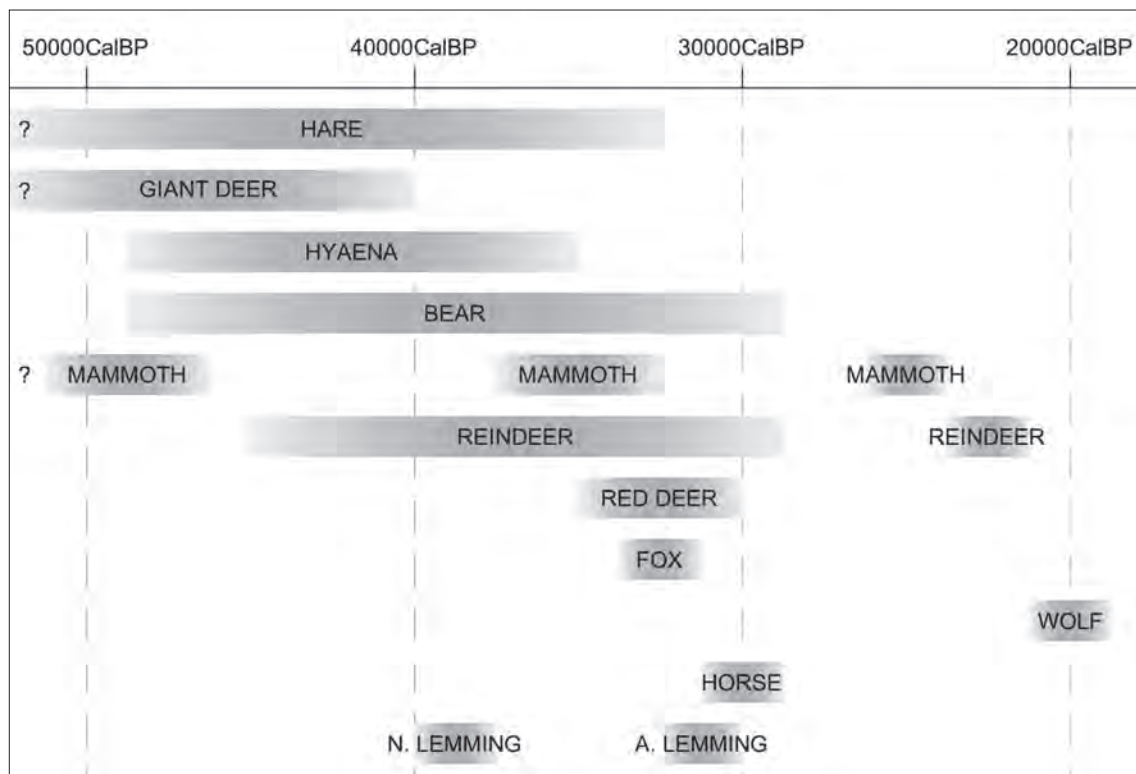 50000CalBP 40000CalBP 30000CalBP 20000CalBP
? HARE
? GIANT DEER
HYAENA
BEAR
? MAMMOTH MAMMOTH MAMMOTH
REINDEER REINDEER
RED DEER
FOX
WOLF
HORSE
N. LEMMING A. LEMMING